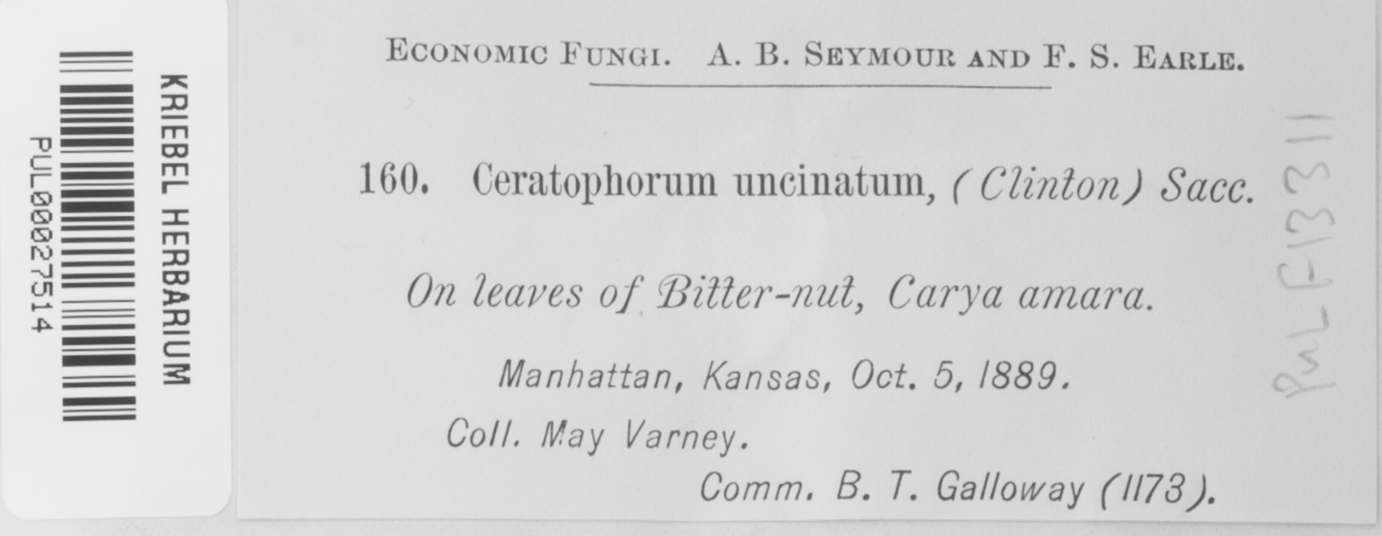 ECONOMIC FUNGI. A. B. SEYMOUR AND F. S. EARLE.
160. Ceratophorum uncinatum, (Clinton) Sacc.
On leaves of Bitter-nut, Carya amara.
Manhattan, Kansas, Oct. 5, 1889.
Coll. May Varney.
Comm. B. T. Galloway (1173).
KRIEBEL HERBARIUM
PUL00027514
PuL F3311